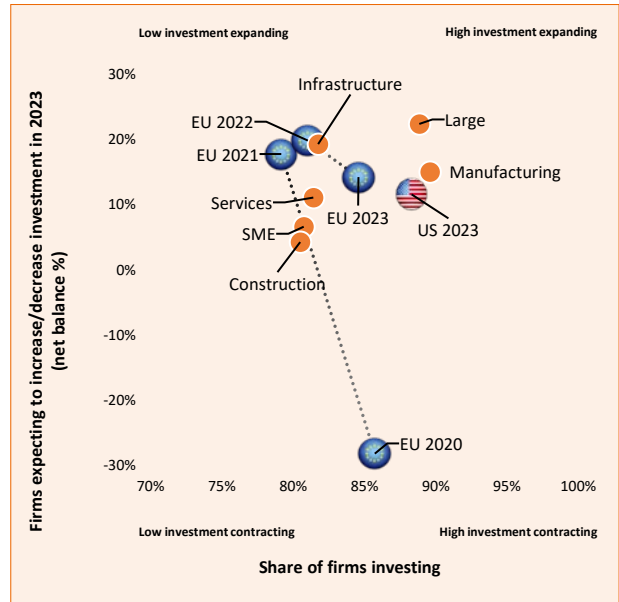 Low investment expanding
High investment expanding
Firms expecting to increase/decrease investment in 2023
(net balance %)
30%
20%
10%
0%
-10%
-20%
-30%
Infrastructure
EU 2022
Large
EU 2021
Manufacturing
Services
EU 2023
US 2023
SME
Construction
EU 2020
70%
80%
85%
90%
95%
100%
Low investment contracting
High investment contracting
Share of firms investing